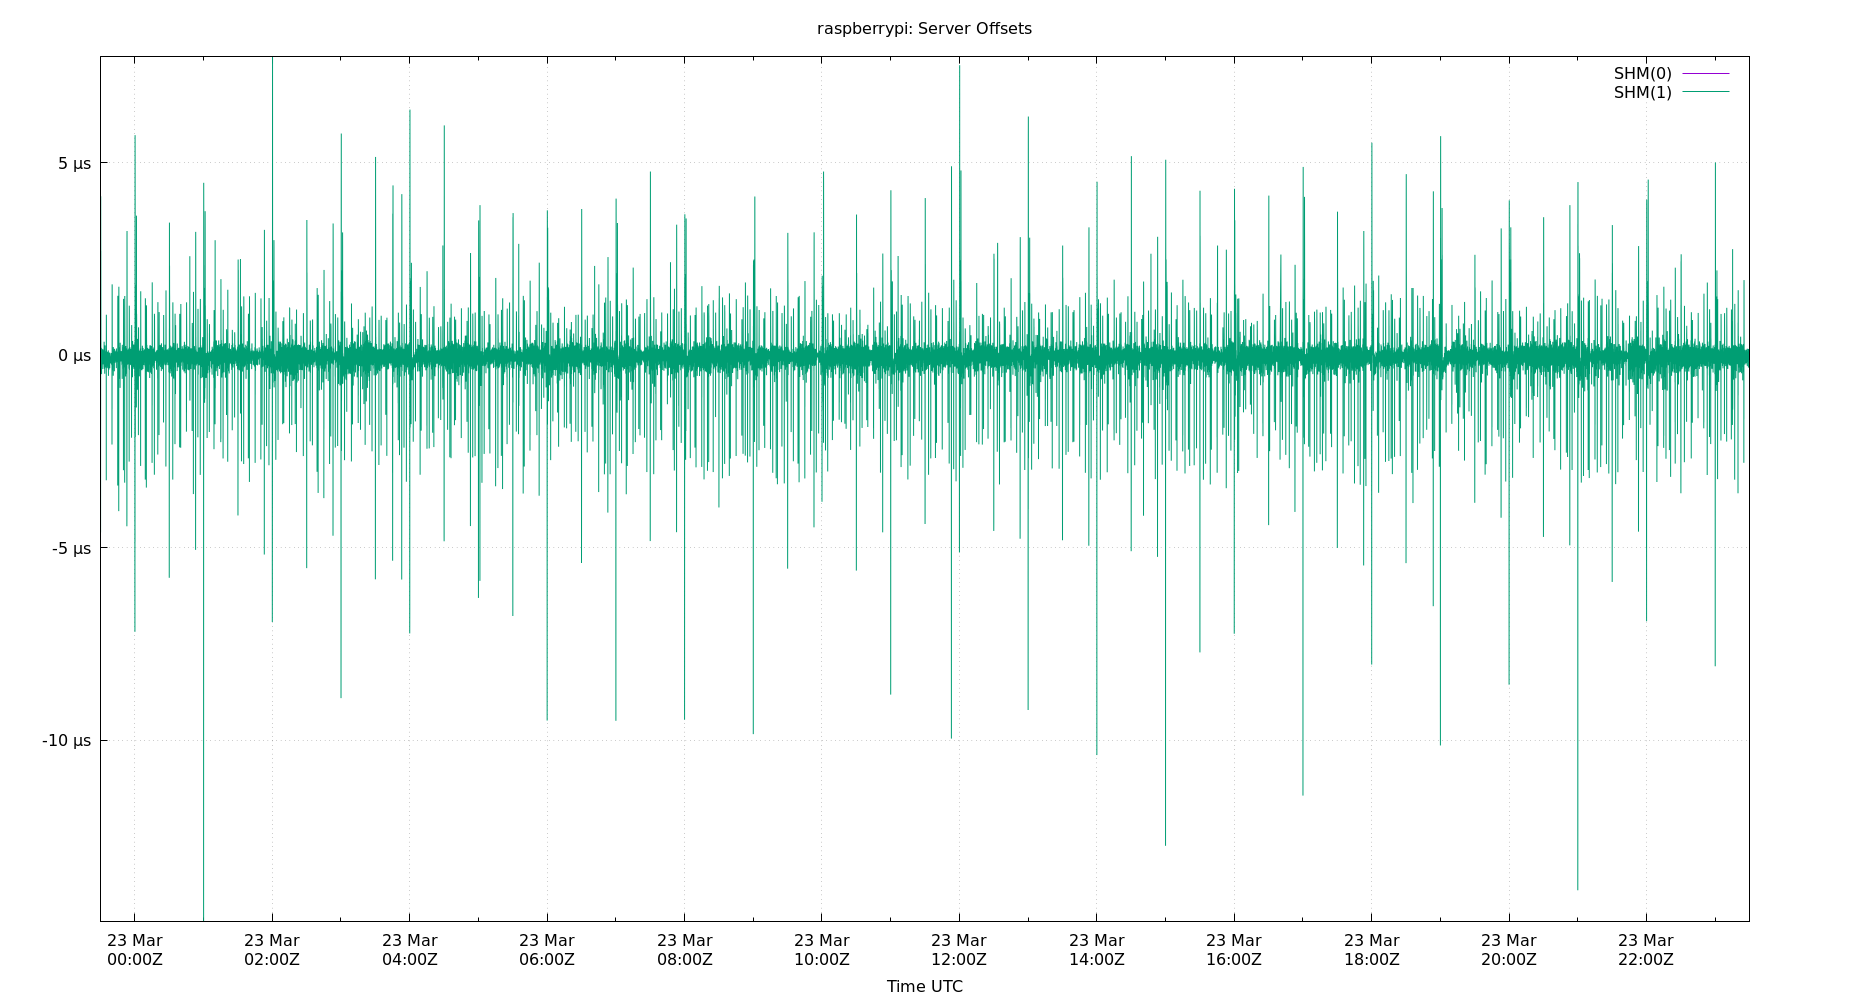 raspberrypi: Server Offsets
SHM(0)
SHM(1)
5 µs
0 µs
-5 µs
-10 µs
23 Mar 23 Mar 23 Mar 23 Mar 23 Mar 23 Mar 23 Mar 23 Mar 23 Mar 23 Mar 23 Mar 23 Mar
00:00Z 02:00Z 04:00Z 06:00Z 08:00Z 10:00Z 12:00Z 14:00Z 16:00Z 18:00Z 20:00Z 22:00Z
Time UTC